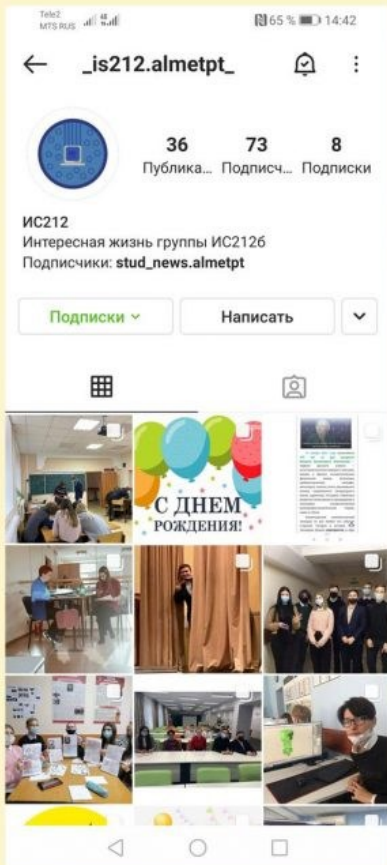 Tele2
MTS RUS
65 % 14:42
_is212.almetpt_
36 73 8
Публика... Подписч... Подписки
ИС212
Интересная жизнь группы ИС212б
Подписчики: stud_news.almetpt
Подписки Написать
С ДНЕМ
РОЖДЕНИЯ!